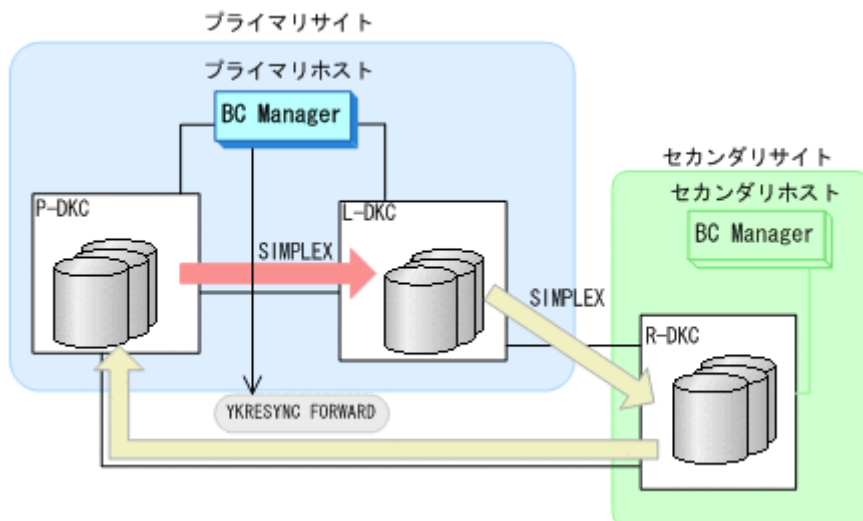 プライマリサイト
プライマリホスト
BC Manager
セカンダリサイト
セカンダリホスト
BC Manager
P-DKC
L-DKC
SIMPLEX
SIMPLEX
R-DKC
YKRESYNC FORWARD